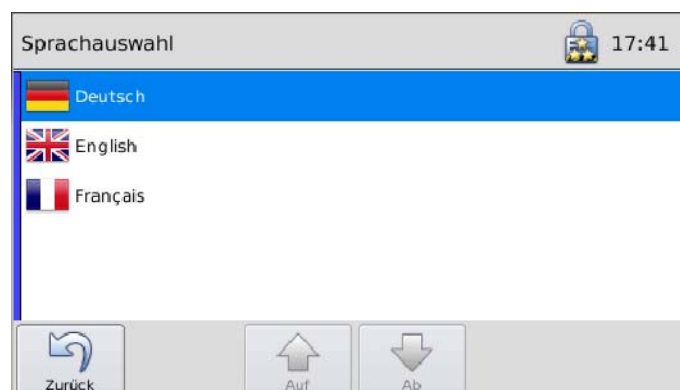 Sprachauswahl 17:41
Deutsch
English
Français
Zurück Auf Ab